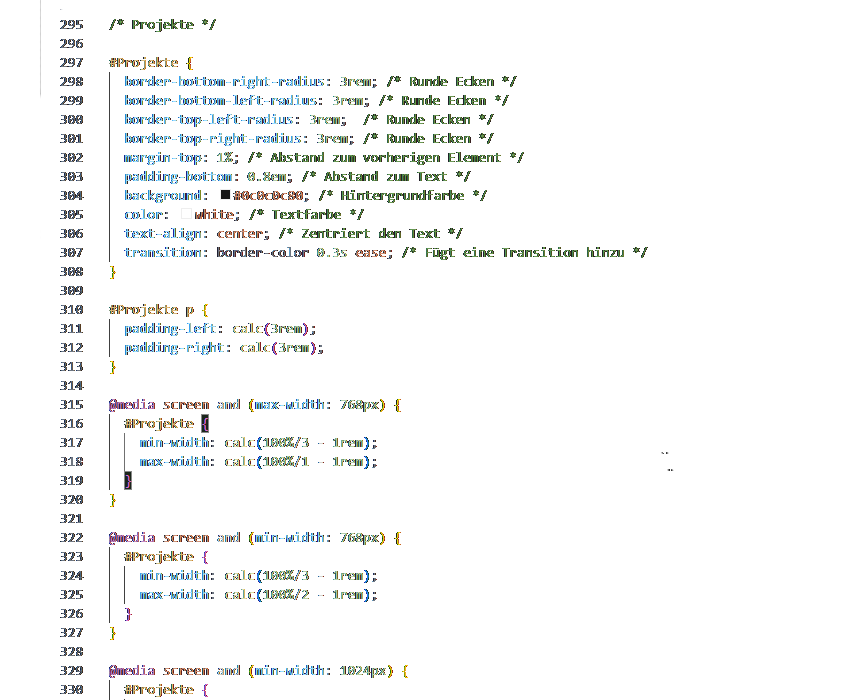 295 /* Projekte */
296
297 #Projekte {
298 border-bottom-right-radius: 3rem; /* Runde Ecken */
299 border-bottom-left-radius: 3rem; /* Runde Ecken */
300 border-top-left-radius: 3rem;  /* Runde Ecken */
301 border-top-right-radius: 3rem; /* Runde Ecken */
302 margin-top: 1%; /* Abstand zum vorherigen Element */
303 padding-bottom: 0.8em; /* Abstand zum Text */
304 background: #0c0c0c00; /* Hintergrundfarbe */
305 color: white; /* Textfarbe */
306 text-align: center; /* Zentriert den Text */
307 transition: border-color 0.3s ease; /* Fügt eine Transition hinzu */
308 }
309
310 #Projekte p {
311 padding-left: calc(3rem);
312 padding-right: calc(3rem);
313 }
314
315 @media screen and (max-width: 768px) {
316 #Projekte {
317 min-width: calc(100%/3 - 1rem);
318 max-width: calc(100%/1 - 1rem);
319 }
320 }
321
322 @media screen and (min-width: 768px) {
323 #Projekte {
324 min-width: calc(100%/3 - 1rem);
325 max-width: calc(100%/2 - 1rem);
326 }
327 }
328
329 @media screen and (min-width: 1024px) {
330 #Projekte {